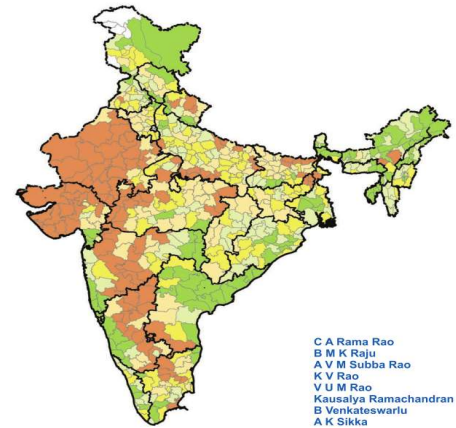 C A Rama Rao
B M K Raju
A V M Subba Rao
K V Rao
V U M Rao
Kausalya Ramachandran
B Venkateswarlu
A K Sikka